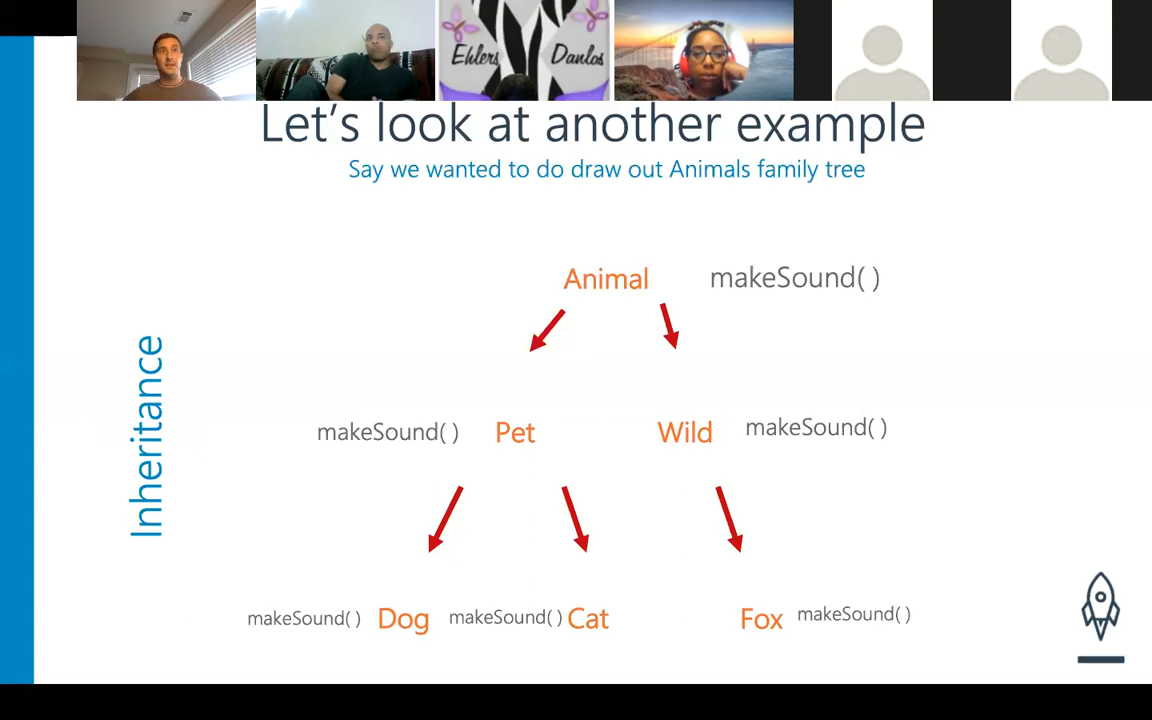 Ehlers Danlos
Let's look at another example
Say we wanted to do draw out Animals family tree
Animal makeSound( )
Inheritance
makeSound( ) Pet Wild makeSound( )
makeSound( ) Dog makeSound( ) Cat Fox makeSound( )